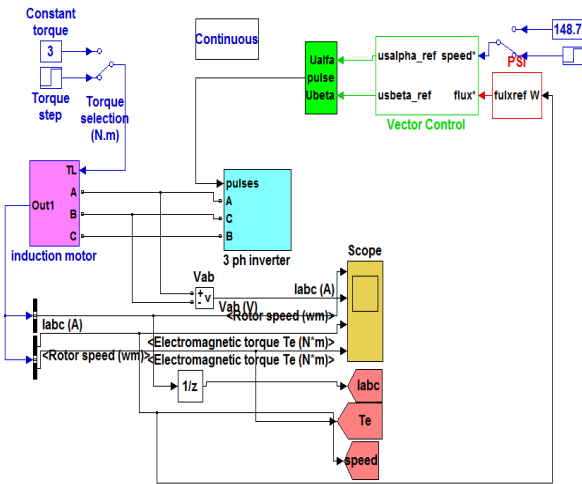 Constant
torque
3
Torque
step
Torque
selection
(N.m)
Continuous
Ualfa
pulse
Ubeta
usalpha_ref speed*
usbeta_ref flux*
Vector Control
148.7
PSI
fulxref W
TL
A
Out1
B
C
induction motor
pulses
A
C
B
3 ph inverter
Vab
+
-
v
Vab (V)
Scope
Iabc (A)
<Rotor speed (wm)>
Iabc (A)
<Electromagnetic torque Te (N*m)>
<Rotor speed (wm)>
<Electromagnetic torque Te (N*m)>
1/z
Iabc
Te
speed